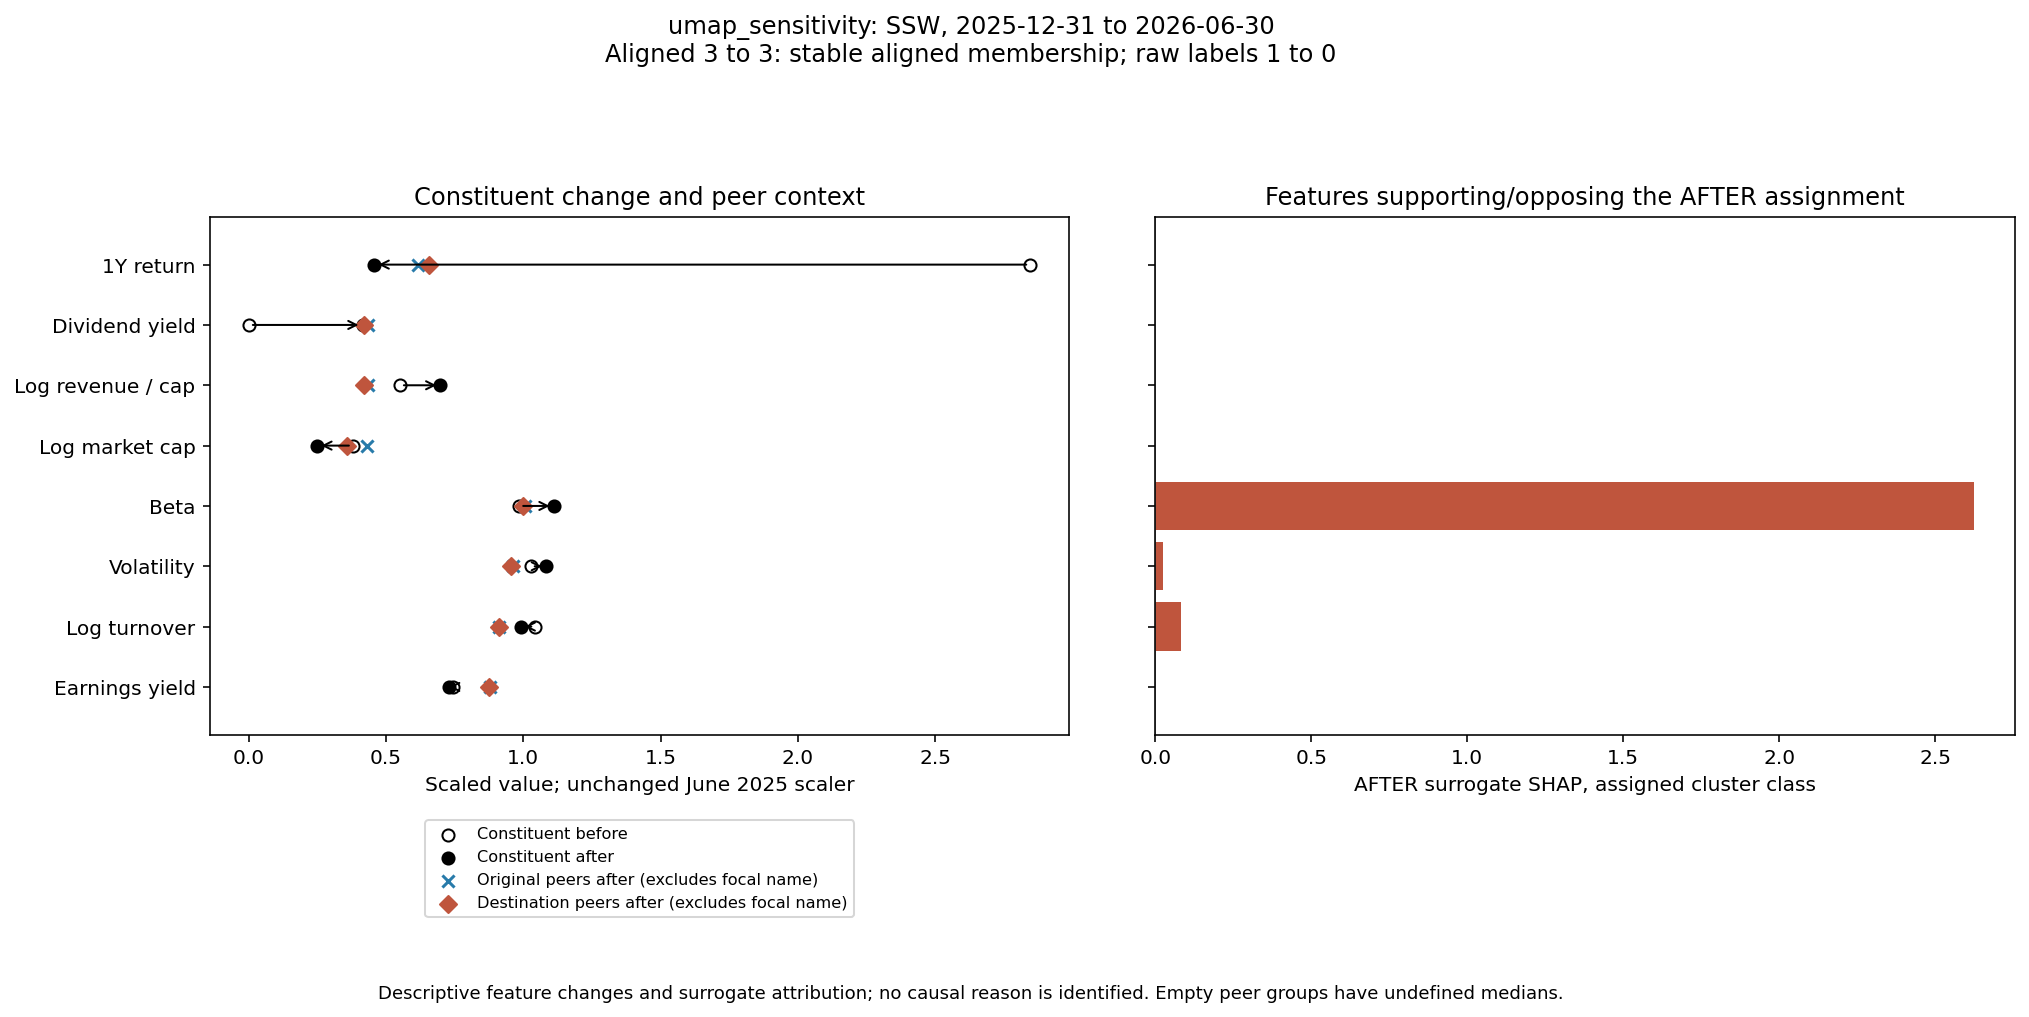 umap_sensitivity: SSW, 2025-12-31 to 2026-06-30
Aligned 3 to 3: stable aligned membership; raw labels 1 to 0
Constituent change and peer context
1Y return
Dividend yield
Log revenue / cap
Log market cap
Beta
Volatility
Log turnover
Earnings yield
0.0 0.5 1.0 1.5 2.0 2.5
Scaled value; unchanged June 2025 scaler
Constituent before
Constituent after
Original peers after (excludes focal name)
Destination peers after (excludes focal name)
Features supporting/opposing the AFTER assignment
0.0 0.5 1.0 1.5 2.0 2.5
AFTER surrogate SHAP, assigned cluster class
Descriptive feature changes and surrogate attribution; no causal reason is identified. Empty peer groups have undefined medians.